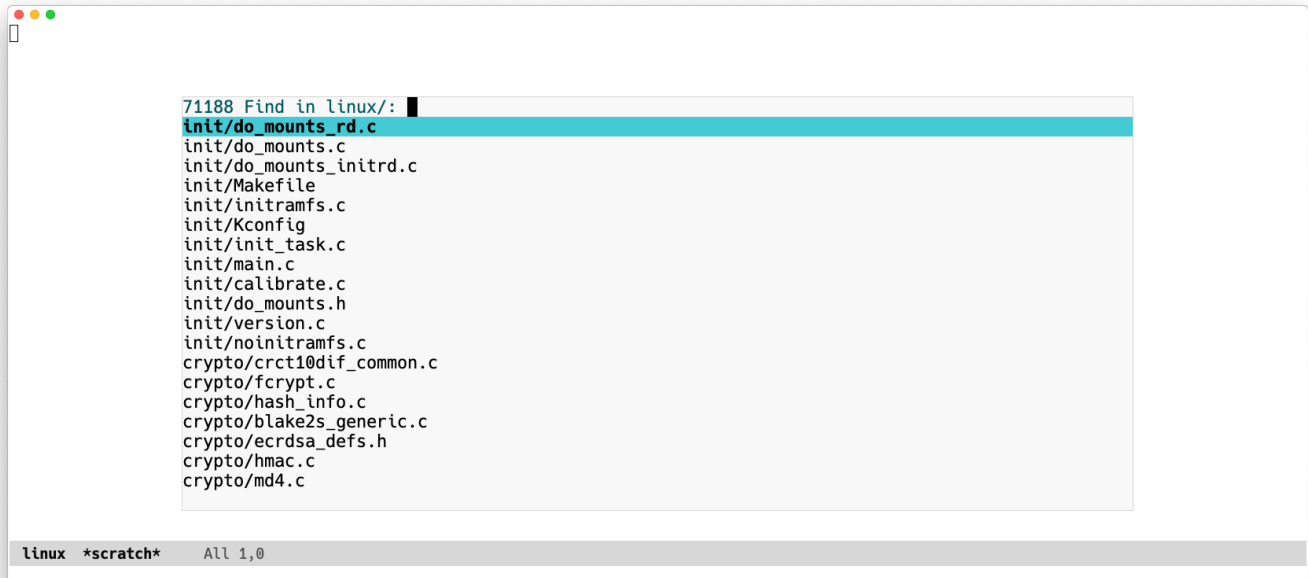 71188 Find in linux/:
init/do_mounts_rd.c
init/do_mounts.c
init/do_mounts_initrd.c
init/Makefile
init/initramfs.c
init/Kconfig
init/init_task.c
init/main.c
init/calibrate.c
init/do_mounts.h
init/version.c
init/noinitramfs.c
crypto/crct10dif_common.c
crypto/fcrypt.c
crypto/hash_info.c
crypto/blake2s_generic.c
crypto/ecrdsa_defs.h
crypto/hmac.c
crypto/md4.c
linux *scratch* All 1,0